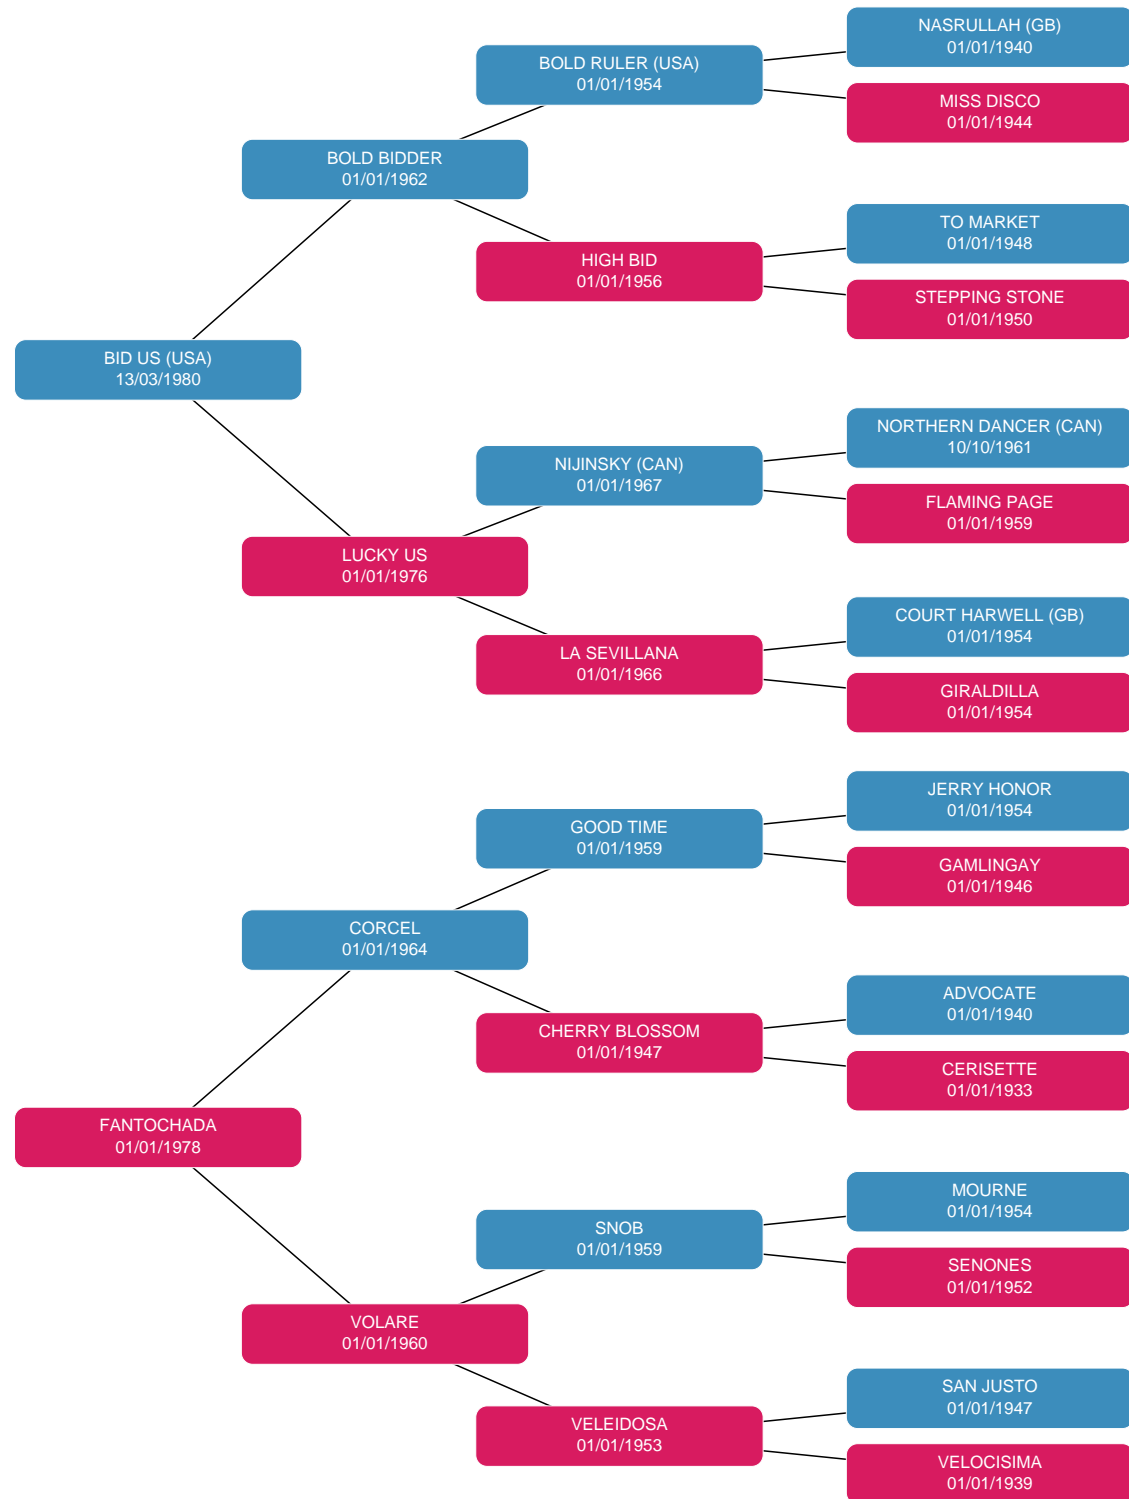 NASRULLAH (GB)
01/01/1940
BOLD RULER (USA)
01/01/1954
MISS DISCO
01/01/1944
BOLD BIDDER
01/01/1962
TO MARKET
01/01/1948
HIGH BID
01/01/1956
STEPPING STONE
01/01/1950
BID US (USA)
13/03/1980
NORTHERN DANCER (CAN)
10/10/1961
NIJINSKY (CAN)
01/01/1967
FLAMING PAGE
01/01/1959
LUCKY US
01/01/1976
COURT HARWELL (GB)
01/01/1954
LA SEVILLANA
01/01/1966
GIRALDILLA
01/01/1954
JERRY HONOR
01/01/1954
GOOD TIME
01/01/1959
GAMLINGAY
01/01/1946
CORCEL
01/01/1964
ADVOCATE
01/01/1940
CHERRY BLOSSOM
01/01/1947
CERISETTE
01/01/1933
FANTOCHADA
01/01/1978
MOURNE
01/01/1954
SNOB
01/01/1959
SENONES
01/01/1952
VOLARE
01/01/1960
SAN JUSTO
01/01/1947
VELEIDOSA
01/01/1953
VELOCISIMA
01/01/1939